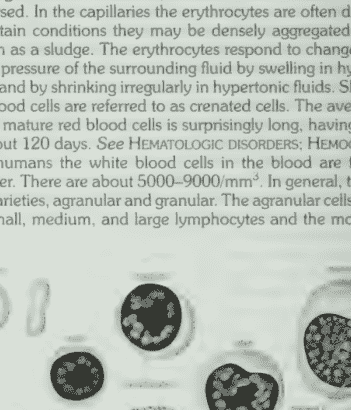 sed. In the capillaries the erythrocytes are often d
tain conditions they may be densely aggregated
n as a sludge. The erythrocytes respond to change
pressure of the surrounding fluid by swelling in hy
and by shrinking irregularly in hypertonic fluids. S
ood cells are referred to as crenated cells. The ave
mature red blood cells is surprisingly long, having
out 120 days. See HEMATOLOGIC DISORDERS; HEMO
humans the white blood cells in the blood are
er. There are about 5000–9000/mm³. In general, t
arieties, agranular and granular. The agranular cells
nall, medium, and large lymphocytes and the mo